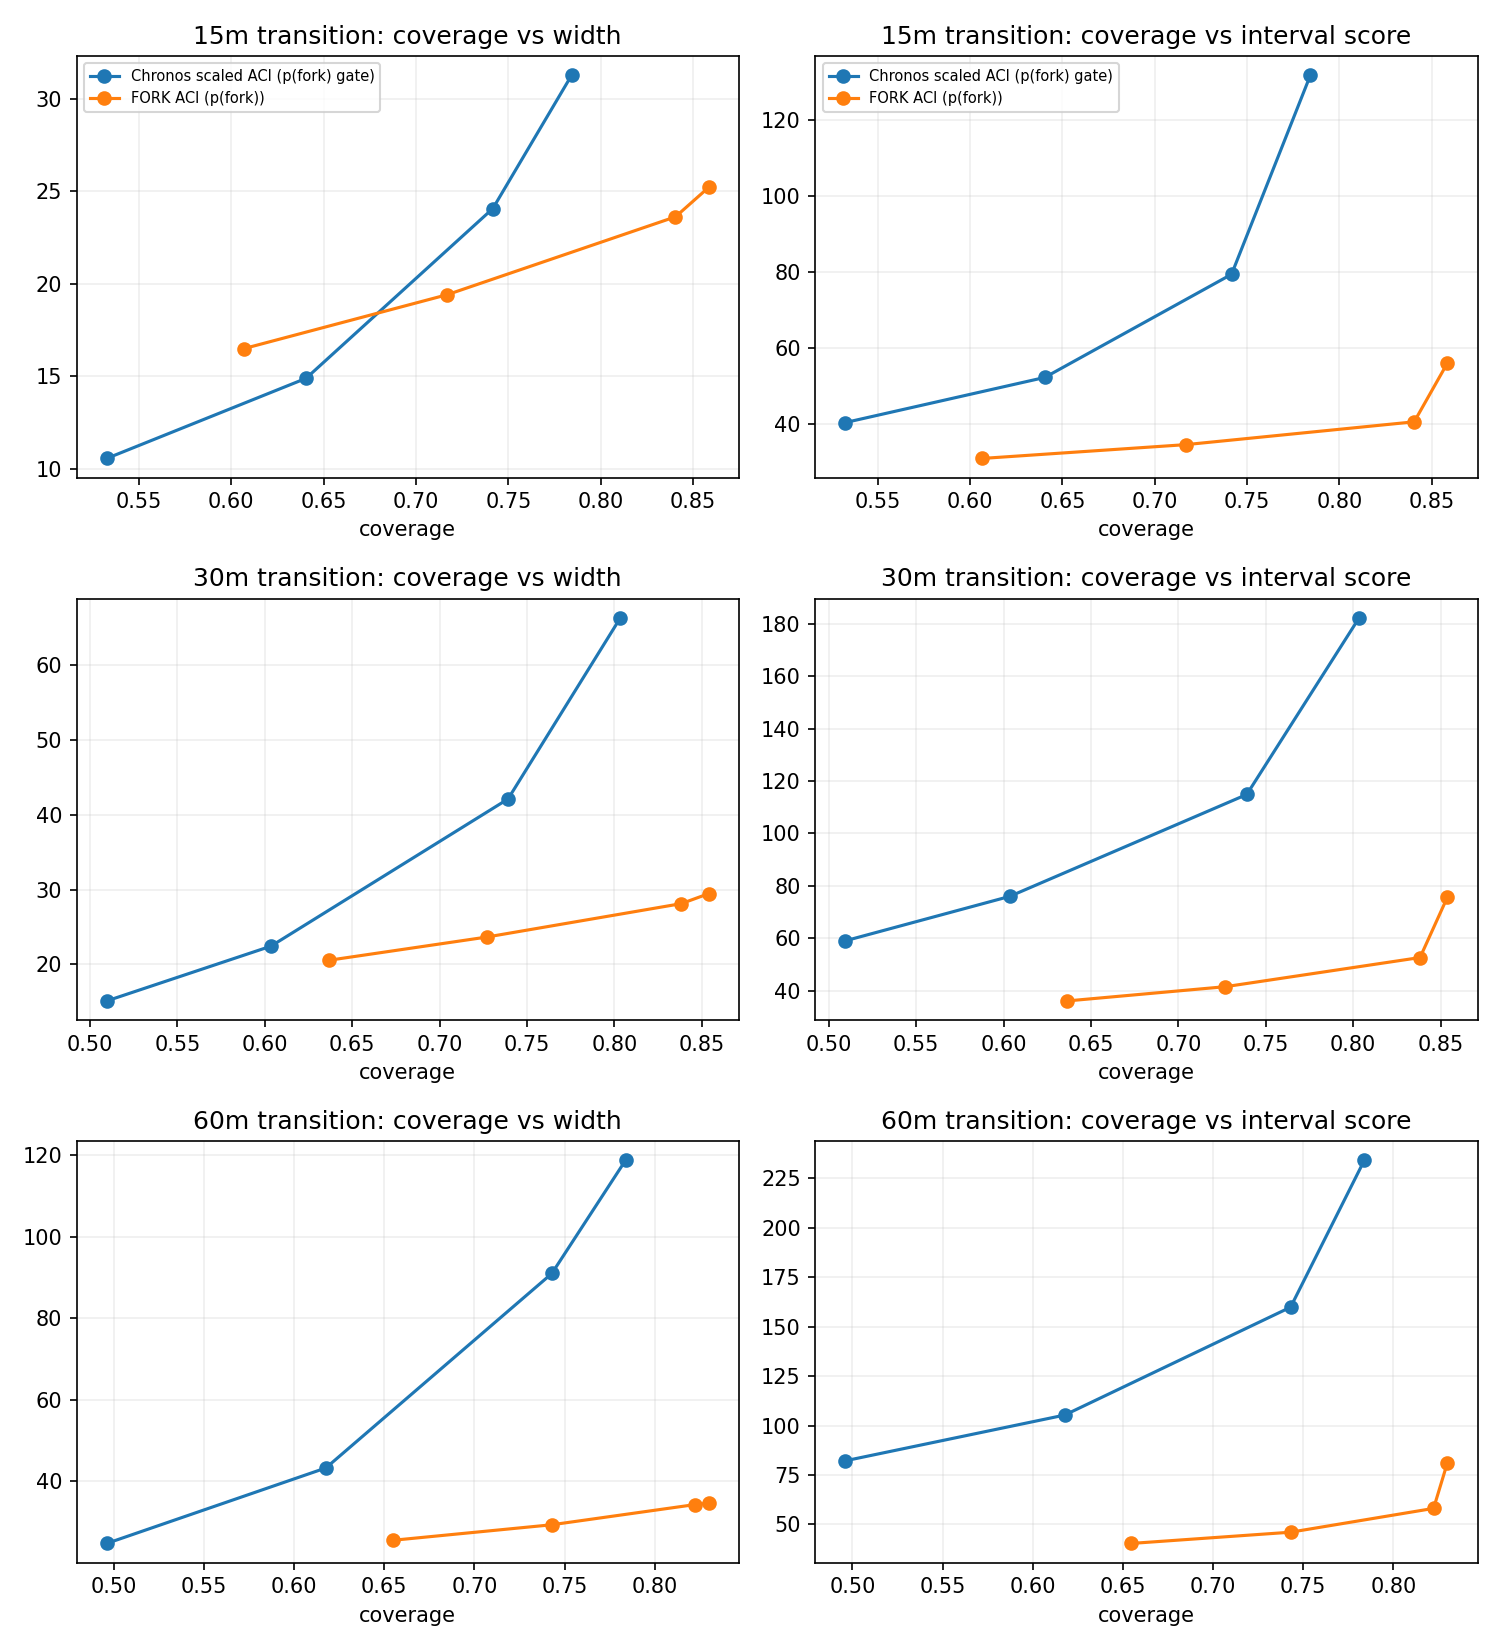 15m transition: coverage vs width
Chronos scaled ACI (p(fork) gate)
FORK ACI (p(fork))
30
25
20
15
10
0.55 0.60 0.65 0.70 0.75 0.80 0.85
coverage
15m transition: coverage vs interval score
Chronos scaled ACI (p(fork) gate)
FORK ACI (p(fork))
120
100
80
60
40
0.55 0.60 0.65 0.70 0.75 0.80 0.85
coverage
30m transition: coverage vs width
60
50
40
30
20
0.50 0.55 0.60 0.65 0.70 0.75 0.80 0.85
coverage
30m transition: coverage vs interval score
180
160
140
120
100
80
60
40
0.50 0.55 0.60 0.65 0.70 0.75 0.80 0.85
coverage
60m transition: coverage vs width
120
100
80
60
40
0.50 0.55 0.60 0.65 0.70 0.75 0.80
coverage
60m transition: coverage vs interval score
225
200
175
150
125
100
75
50
0.50 0.55 0.60 0.65 0.70 0.75 0.80
coverage